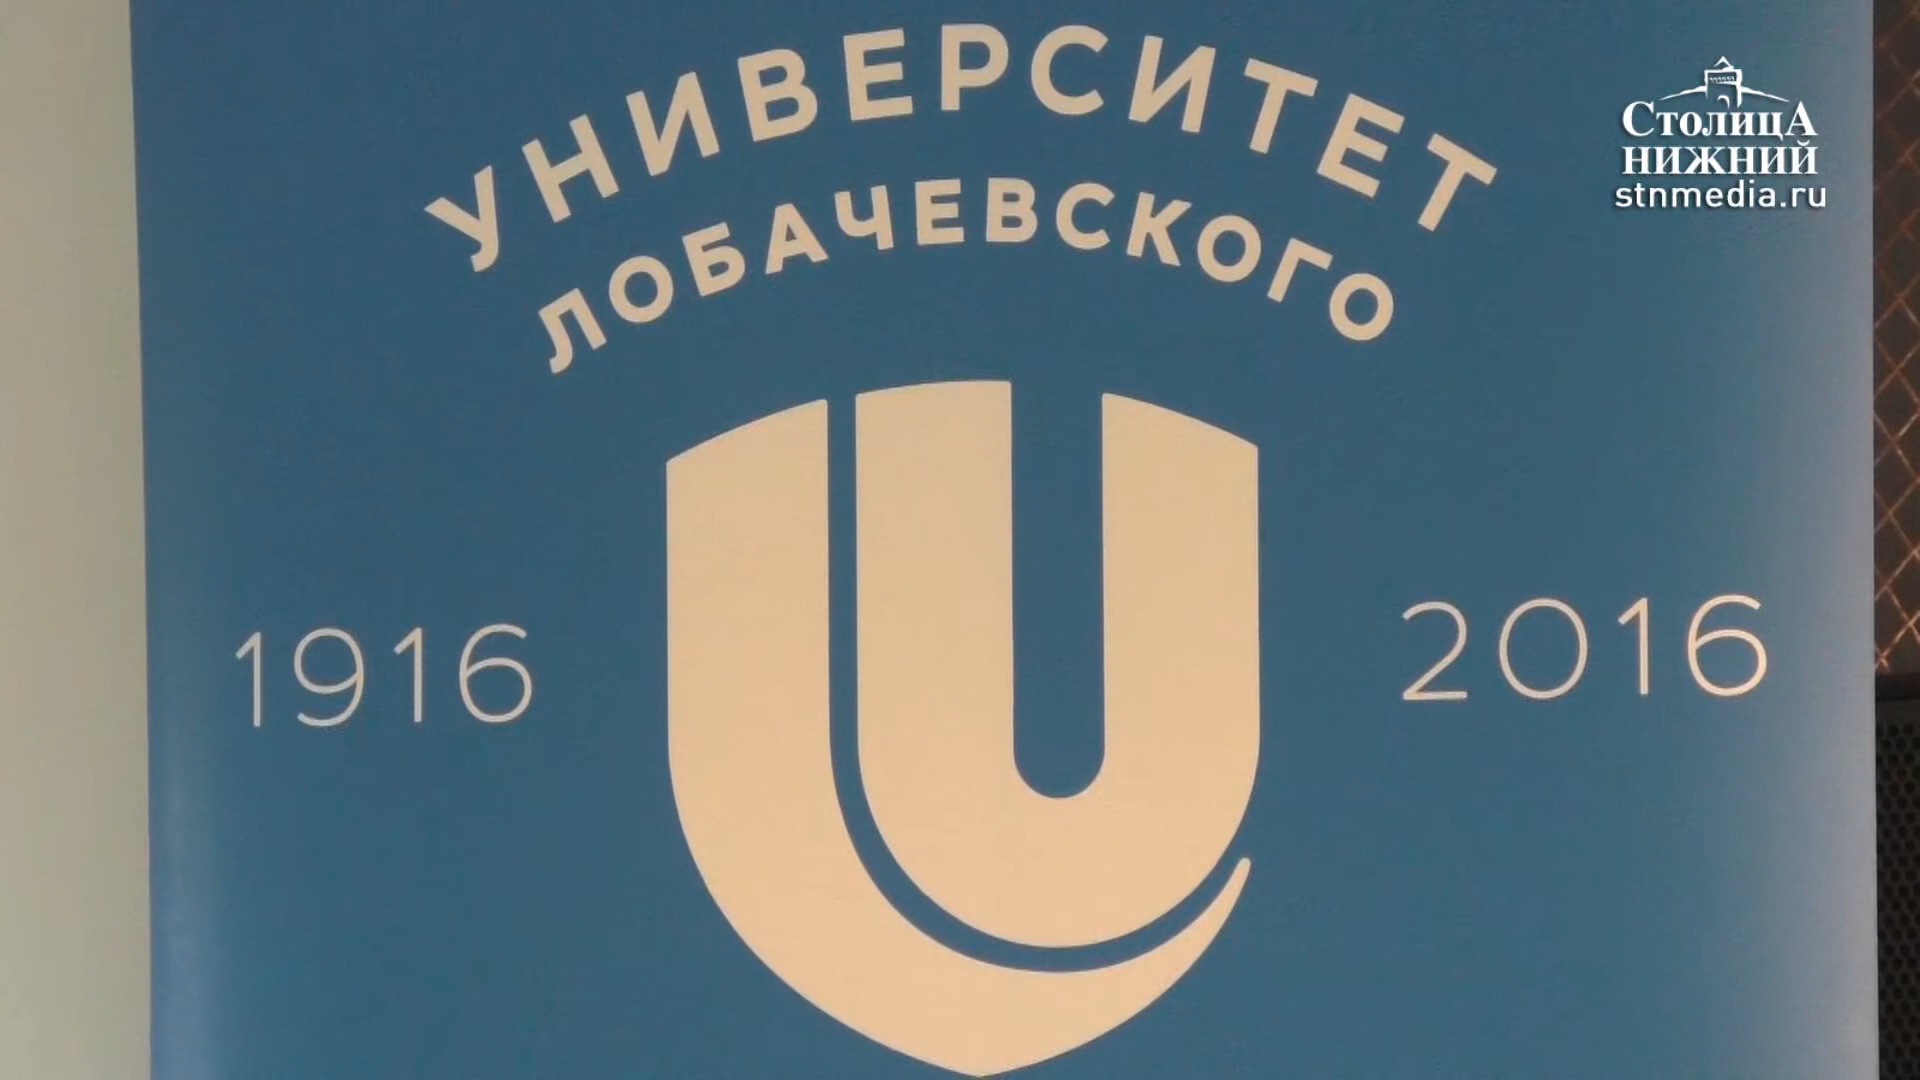 УНИВЕРСИТЕТ
ЛОБАЧЕВСКОГО
1916
2016
СТОЛИЦА
НИЖНИЙ
stnmedia.ru